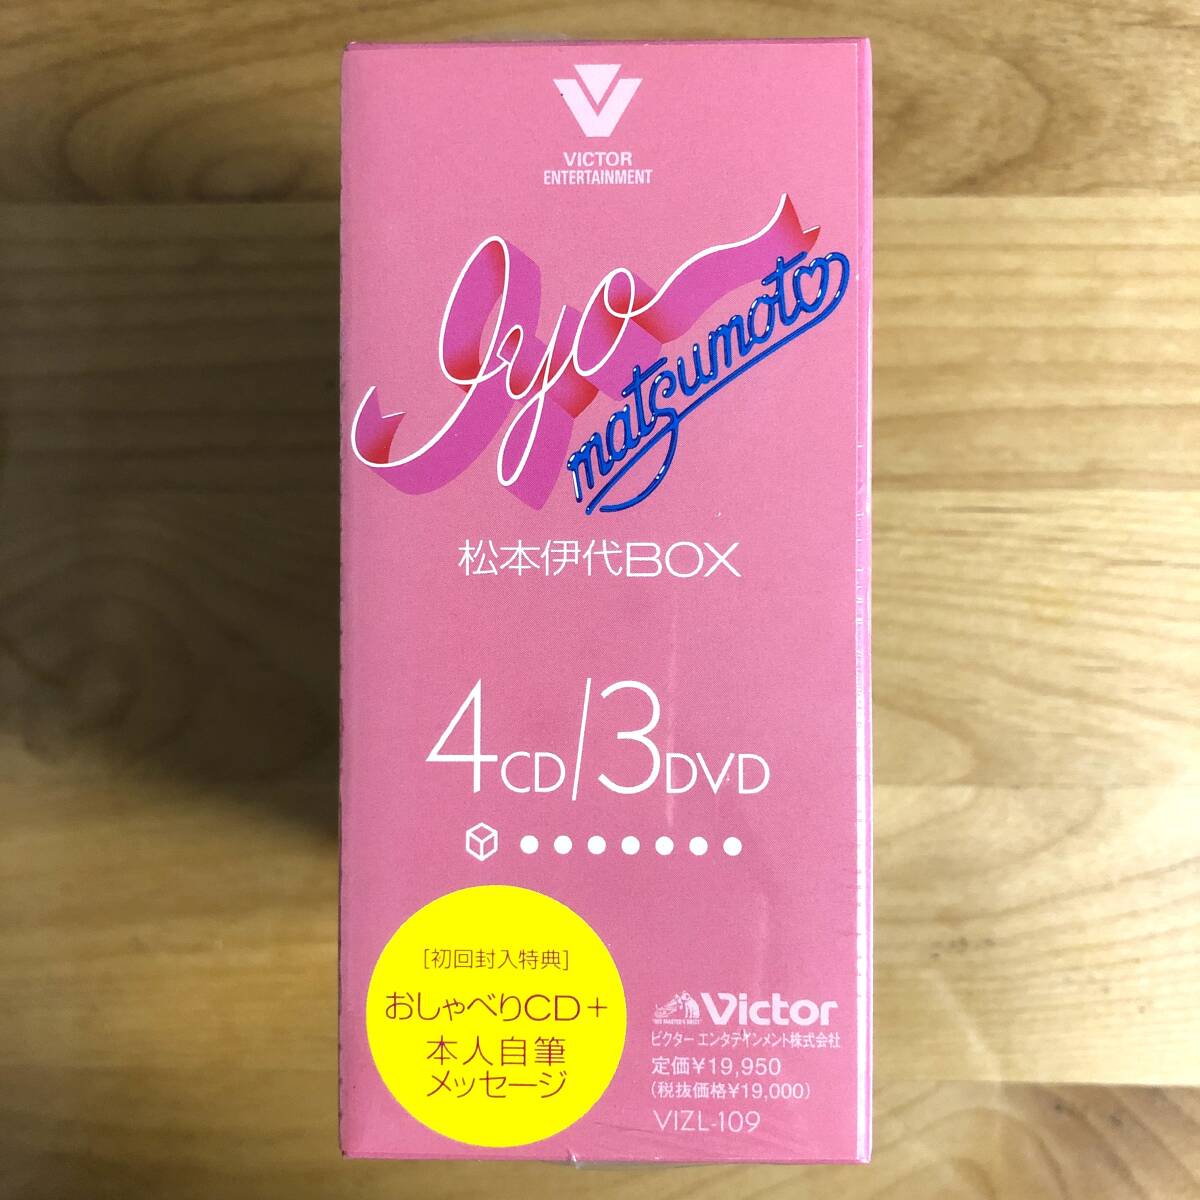 VICTOR
ENTERTAINMENT
Iyo
matsumoto
松本伊代BOX
4CD/3DVD
[初回封入特典]
おしゃべりCD+
本人自筆
メッセージ
"HIS MASTER'S VOICE"
Victor
ビクター エンタテインメント株式会社
定価¥19,950
(税抜価格¥19,000)
VIZL-109